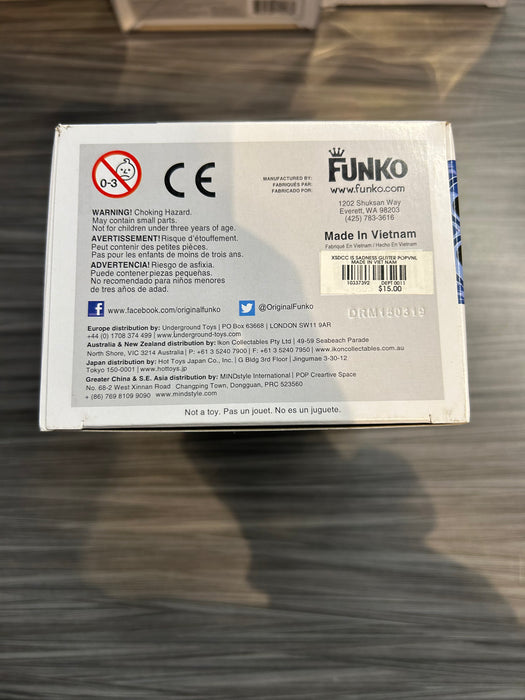 0-3
CE
MANUFACTURED BY:
FABRIQUÉS PAR:
FABRICADO POR:
FUNKO
www.funko.com
1202 Shuksan Way
Everett, WA 98203
(425) 783-3616
Made In Vietnam
Fabriqué En Vietnam / Hecho En Vietnam
WARNING! Choking Hazard.
May contain small parts.
Not for children under three years of age.
AVERTISSEMENT! Risque d'étouffement.
Peut contenir des petites pièces.
Pas pour les enfants de moins de trois ans.
ADVERTENCIA! Riesgo de asfixia.
Puede contener piezas pequeñas.
No recomendado para niños menores
de tres años de edad.
XSDCC IS SADNESS GLITTER POP!VNL
MADE IN VIET NAM
10337392 DEPT 0011
$15.00
www.facebook.com/originalfunko
@OriginalFunko
DRM150319
Europe distribution by: Underground Toys | PO Box 63668 | LONDON SW11 9AR
+44 (0) 1708 374 499 | www.underground-toys.com
Australia & New Zealand distribution by: Ikon Collectables Pty Ltd | 49-59 Seabeach Parade
North Shore, VIC 3214 Australia | P: +61 3 5240 7900 | F: +61 3 5240 7950 | www.ikoncollectables.com.au
Japan distribution by: Hot Toys Japan Co., Inc. | G Bldg 3rd Floor | Jingumae 3-30-12
Tokyo 150-0001 | www.hottoys.jp
Greater China & S.E. Asia distribution by: MINDstyle International | POP Creartive Space
No. 68-2 West Xinnan Road Changping Town, Dongguan, PRC 523560
+ (86) 769 8109 9090 www.mindstyle.com
Not a toy. Pas un jouet. No es un juguete.